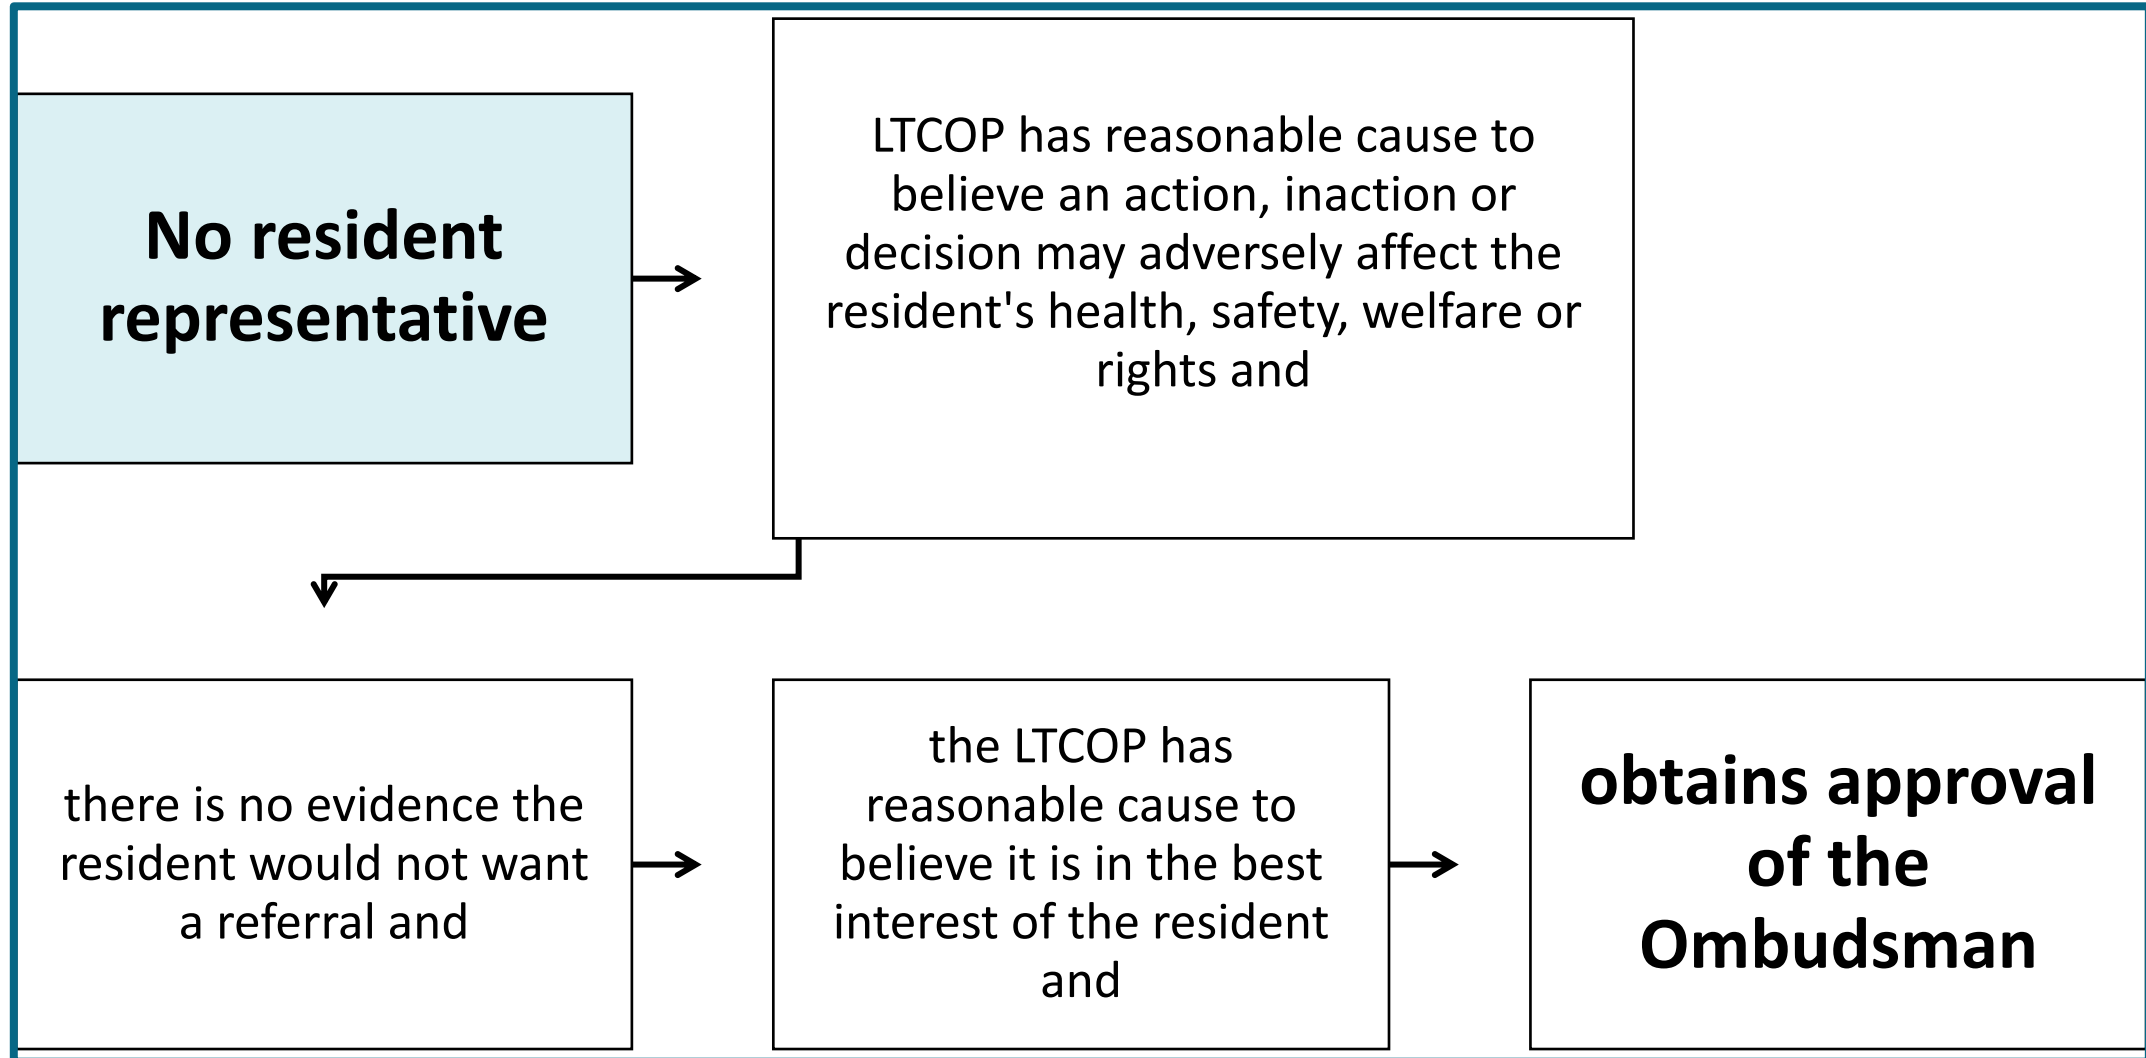 No resident
representative
LTCOP has reasonable cause to
believe an action, inaction or
decision may adversely affect the
resident's health, safety, welfare or
rights and
there is no evidence the
resident would not want
a referral and
the LTCOP has
reasonable cause to
believe it is in the best
interest of the resident
and
obtains approval
of the
Ombudsman